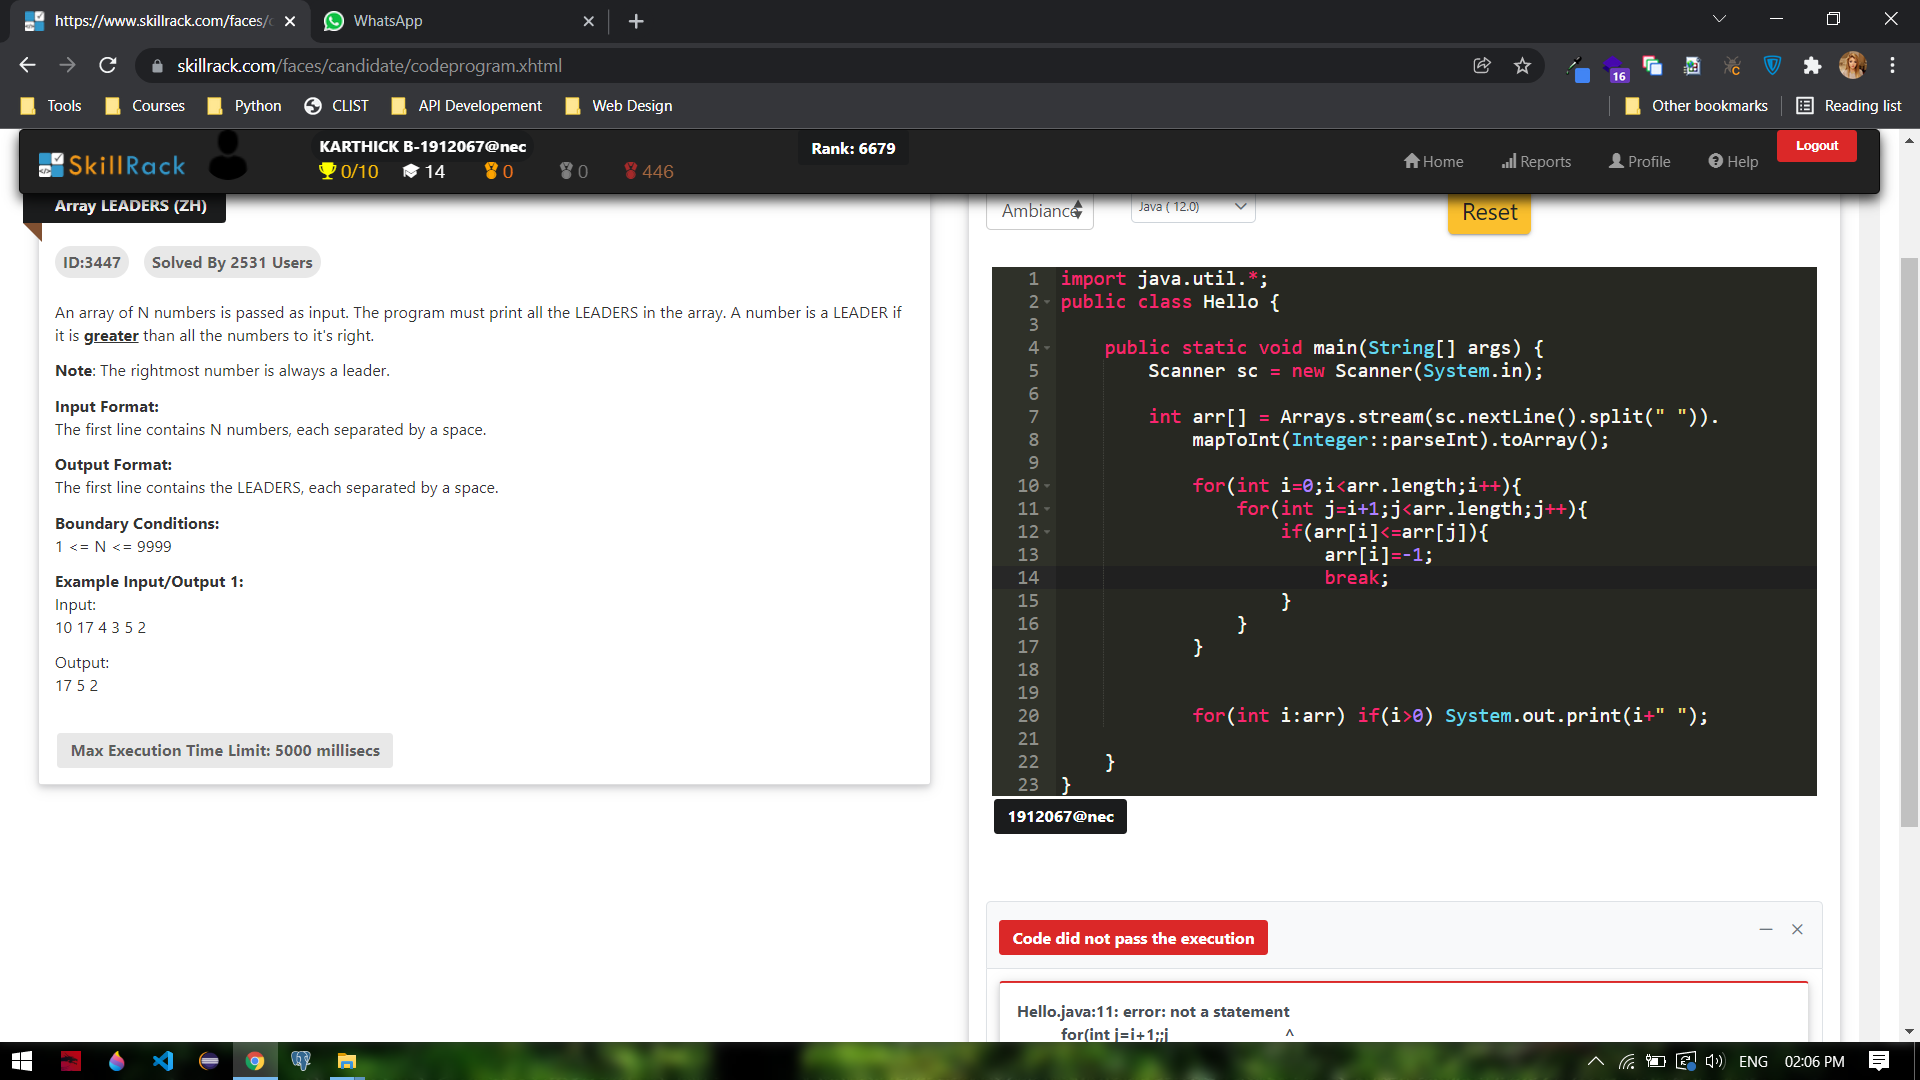 https://www.skillrack.com/faces/c
WhatsApp
skillrack.com/faces/candidate/codeprogram.xhtml
16
Tools
Courses
Python
CLIST
API Developement
Web Design
Other bookmarks
Reading list
SkillRack
KARTHICK B-1912067@nec
0/10
14
0
0
446
Rank: 6679
Home
Reports
Profile
Help
Logout
Array LEADERS (ZH)
ID:3447
Solved By 2531 Users
An array of N numbers is passed as input. The program must print all the LEADERS in the array. A number is a LEADER if
it is greater than all the numbers to it's right.
Note: The rightmost number is always a leader.
Input Format:
The first line contains N numbers, each separated by a space.
Output Format:
The first line contains the LEADERS, each separated by a space.
Boundary Conditions:
1 <= N <= 9999
Example Input/Output 1:
Input:
10 17 4 3 5 2
Output:
17 5 2
Max Execution Time Limit: 5000 millisecs
Ambiance
Java ( 12.0)
Reset
1 import java.util.*;
2 public class Hello {
3
4 public static void main(String[] args) {
5 Scanner sc = new Scanner(System.in);
6
7 int arr[] = Arrays.stream(sc.nextLine().split(" ")).
8 mapToInt(Integer::parseInt).toArray();
9
10 for(int i=0;i<arr.length;i++){
11 for(int j=i+1;j<arr.length;j++){
12 if(arr[i]<=arr[j]){
13 arr[i]=-1;
14 break;
15 }
16 }
17 }
18
19
20 for(int i:arr) if(i>0) System.out.print(i+" ");
21
22 }
23 }
1912067@nec
Code did not pass the execution
Hello.java:11: error: not a statement
for(int j=i+1;;j ^
ENG
02:06 PM